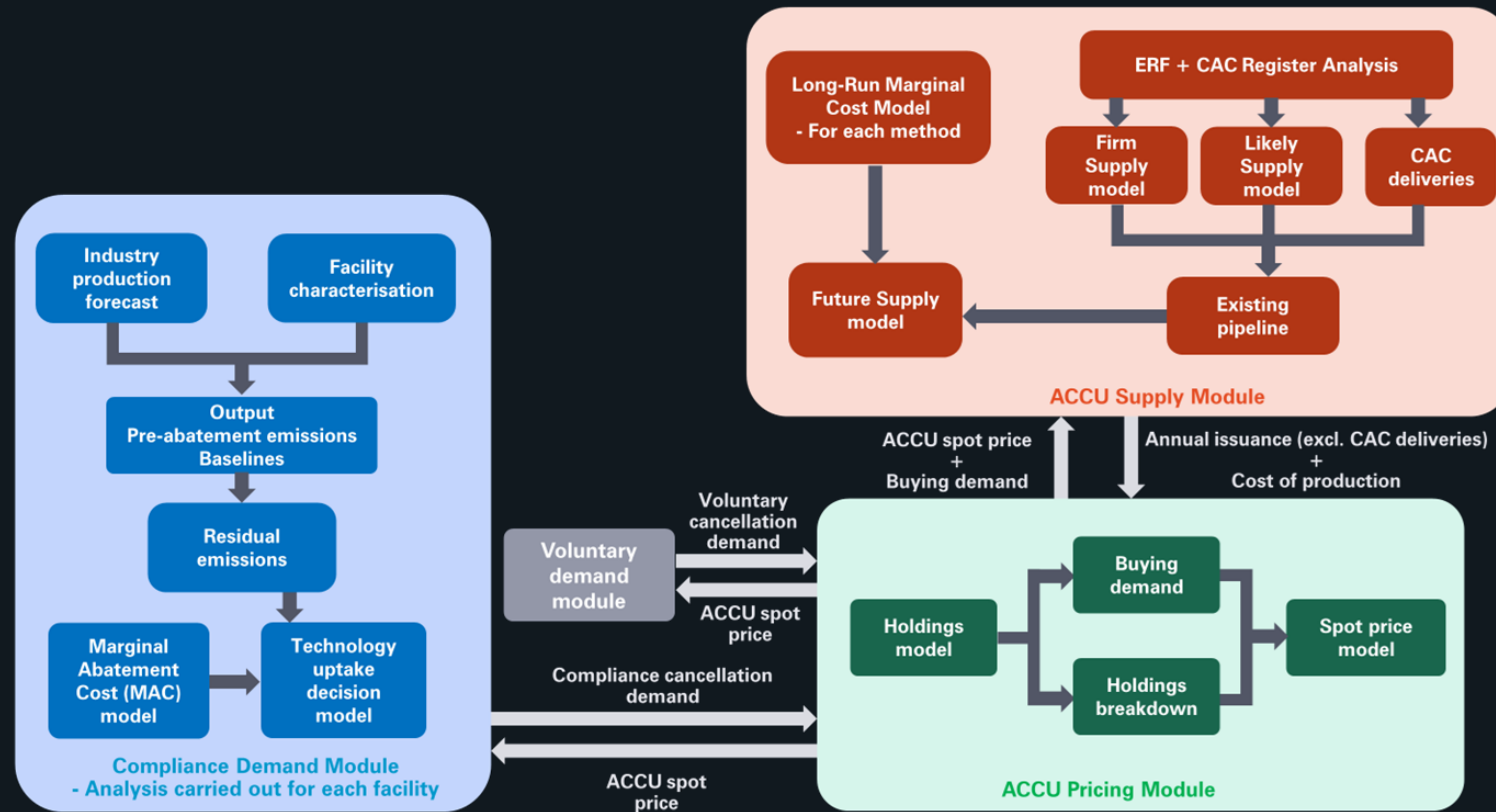 Long-Run Marginal
Cost Model
- For each method
ERF + CAC Register Analysis
Firm
Supply
model
Likely
Supply
model
CAC
deliveries
Future Supply
model
Existing
pipeline
ACCU Supply Module
Industry
production
forecast
Facility
characterisation
Output
Pre-abatement emissions
Baselines
Residual
emissions
Marginal
Abatement
Cost (MAC)
model
Technology
uptake
decision
model
Compliance Demand Module
- Analysis carried out for each facility
ACCU spot price
+
Buying demand
Annual issuance (excl. CAC deliveries)
+
Cost of production
Voluntary
demand
module
Voluntary
cancellation
demand
ACCU spot
price
Compliance cancellation
demand
ACCU spot
price
Holdings
model
Buying
demand
Holdings
breakdown
Spot price
model
ACCU Pricing Module